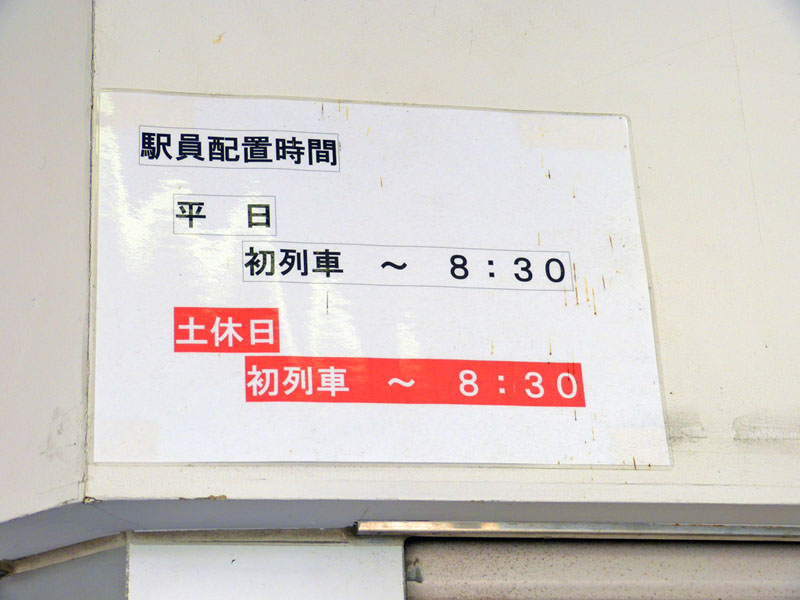 駅員配置時間
平　日
初列車　～　８：３０
土休日
初列車　～　８：３０